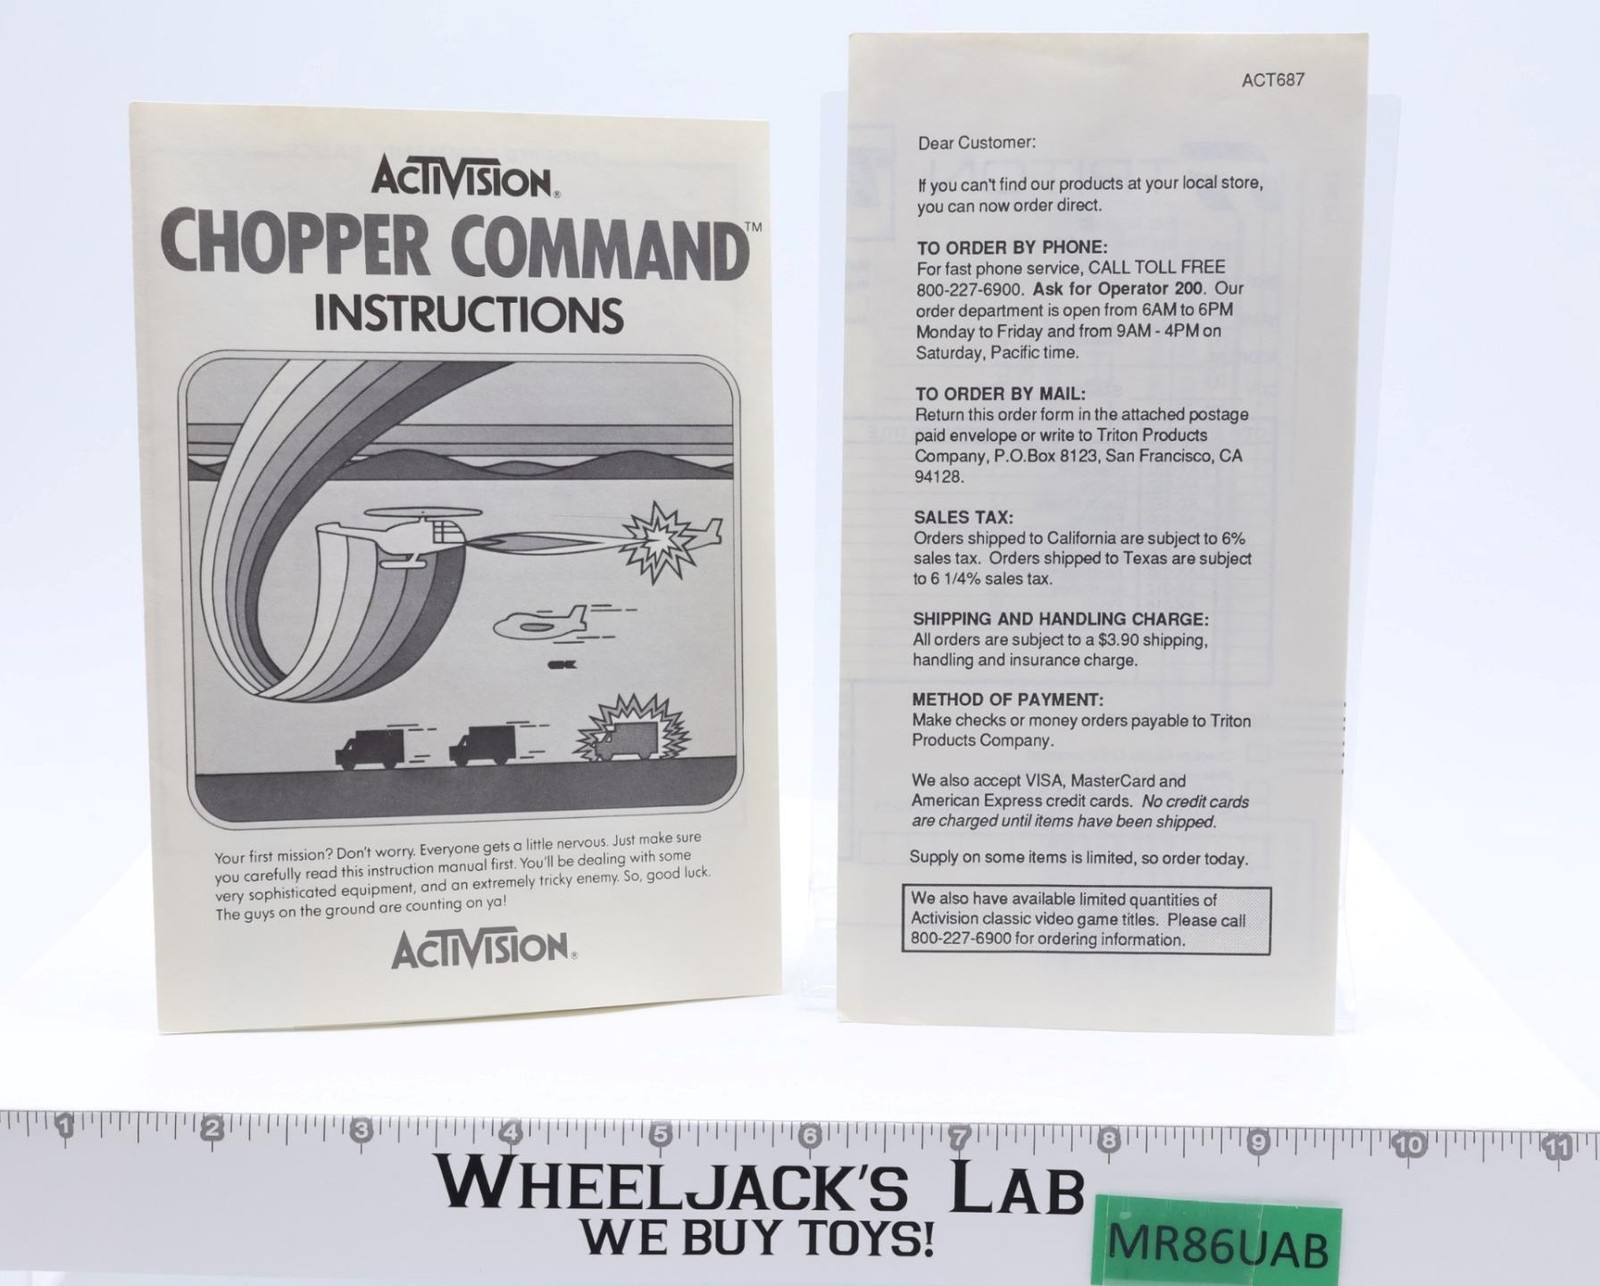 ACTIVISION®
CHOPPER COMMAND™
INSTRUCTIONS
Your first mission? Don't worry. Everyone gets a little nervous. Just make sure
you carefully read this instruction manual first. You'll be dealing with some
very sophisticated equipment, and an extremely tricky enemy. So, good luck.
The guys on the ground are counting on ya!
ACTIVISION®
ACT687
Dear Customer:
If you can't find our products at your local store,
you can now order direct.
TO ORDER BY PHONE:
For fast phone service, CALL TOLL FREE
800-227-6900. Ask for Operator 200. Our
order department is open from 6AM to 6PM
Monday to Friday and from 9AM - 4PM on
Saturday, Pacific time.
TO ORDER BY MAIL:
Return this order form in the attached postage
paid envelope or write to Triton Products
Company, P.O.Box 8123, San Francisco, CA
94128.
SALES TAX:
Orders shipped to California are subject to 6%
sales tax. Orders shipped to Texas are subject
to 6 1/4% sales tax.
SHIPPING AND HANDLING CHARGE:
All orders are subject to a $3.90 shipping,
handling and insurance charge.
METHOD OF PAYMENT:
Make checks or money orders payable to Triton
Products Company.
We also accept VISA, MasterCard and
American Express credit cards. No credit cards
are charged until items have been shipped.
Supply on some items is limited, so order today.
We also have available limited quantities of
Activision classic video game titles. Please call
800-227-6900 for ordering information.
1 2 3 4 5 6 7 8 9 10 11
WHEELJACK'S LAB
WE BUY TOYS!
MR86UAB